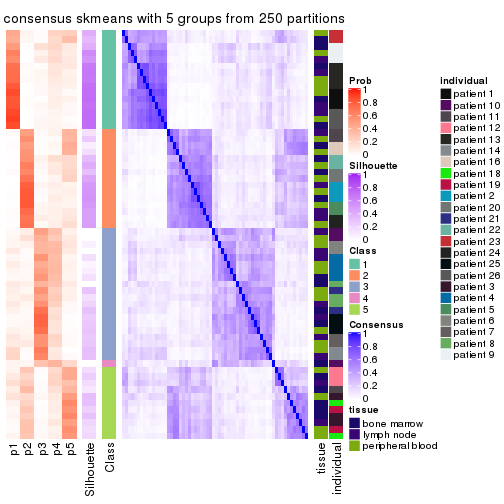 consensus skmeans with 5 groups from 250 partitions
p1
p2
p3
p4
p5
Silhouette
Class
tissue
individual
Prob
1
0.8
0.6
0.4
0.2
0
Silhouette
1
0.8
0.6
0.4
0.2
0
Class
1
2
3
4
5
Consensus
1
0.8
0.6
0.4
0.2
0
tissue
bone marrow
lymph node
peripheral blood
individual
patient 1
patient 10
patient 11
patient 12
patient 13
patient 14
patient 16
patient 18
patient 19
patient 2
patient 20
patient 21
patient 22
patient 23
patient 24
patient 25
patient 26
patient 3
patient 4
patient 5
patient 6
patient 7
patient 8
patient 9